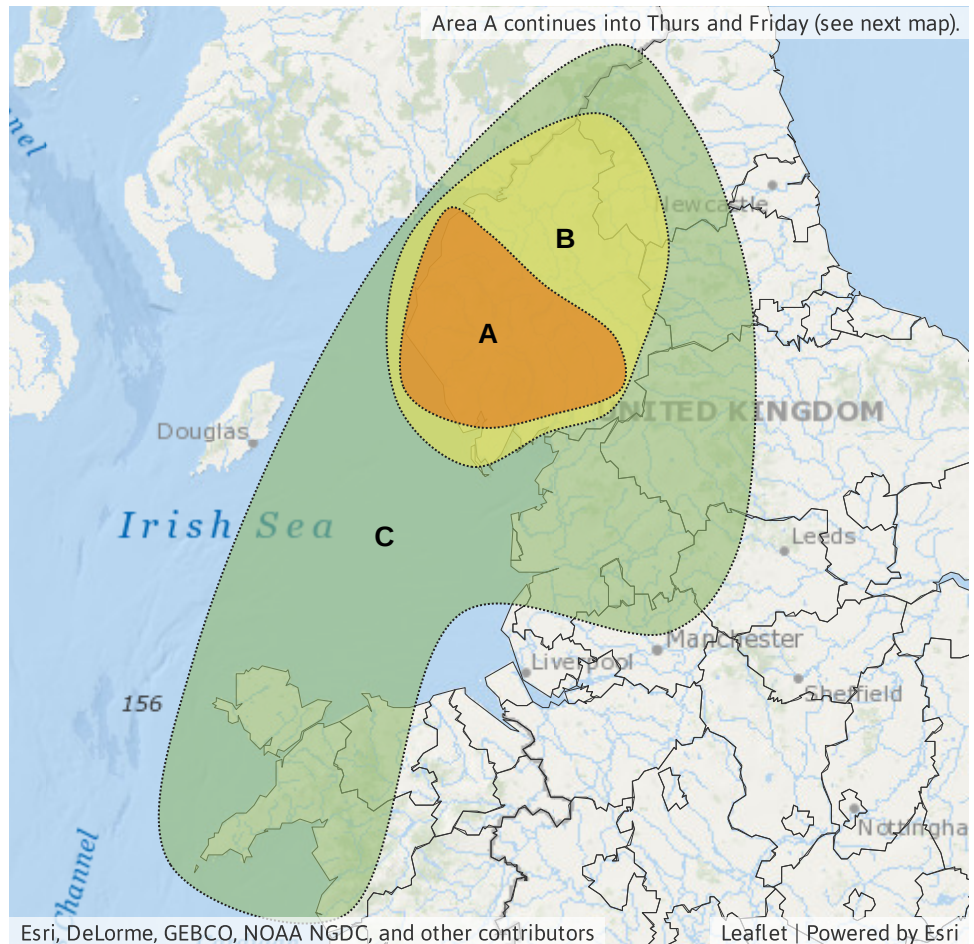 Area A continues into Thurs and Friday (see next map).
nel
Newcastle
B
A
UNITED KINGDOM
Douglas
Irish Sea
C
Leeds
Manchester
Liverpool
Sheffield
156
Nottingha
Channel
Esri, DeLorme, GEBCO, NOAA NGDC, and other contributors
Leaflet | Powered by Esri